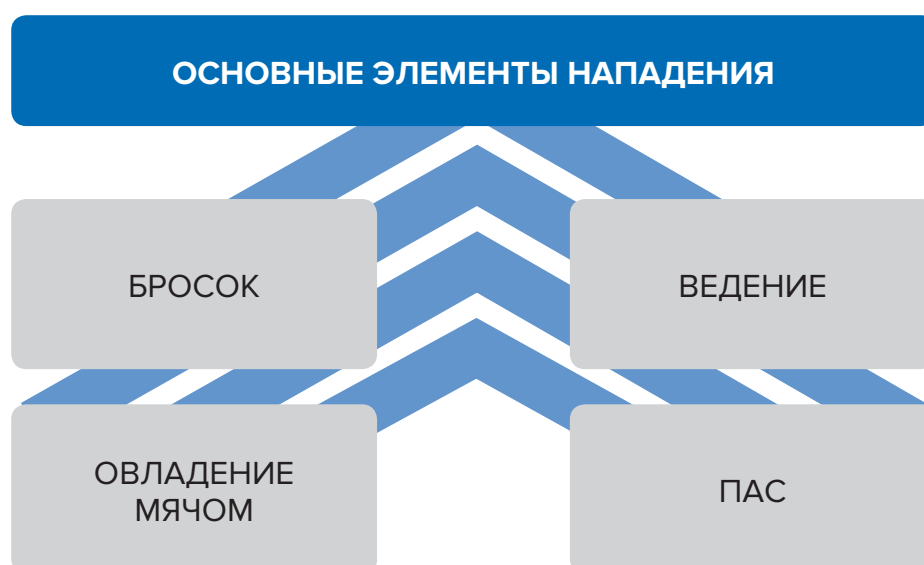 ОСНОВНЫЕ ЭЛЕМЕНТЫ НАПАДЕНИЯ
БРОСОК
ВЕДЕНИЕ
ОВЛАДЕНИЕ
МЯЧОМ
ПАС